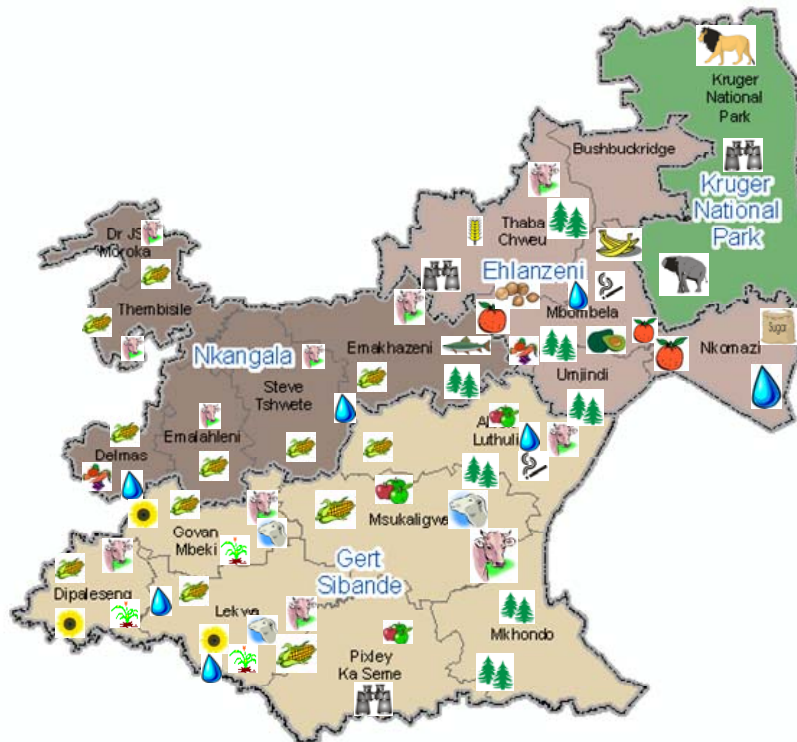 Kruger
National
Park
Bushbuckridge
Kruger
National
Park
Thaba
Chweu
Dr JS
Moroka
Ehlanzeni
Thembisile
Mbombela
Sugar
Nkomazi
Nkangala
Emakhazeni
Umjindi
Steve
Tshwete
Emalahleni
Delmas
Al
Luthuli
Msukaligwa
Govan
Mbeki
Gert
Sibande
Dipaleseng
Lekwa
Mkhondo
Pixley
Ka Seme